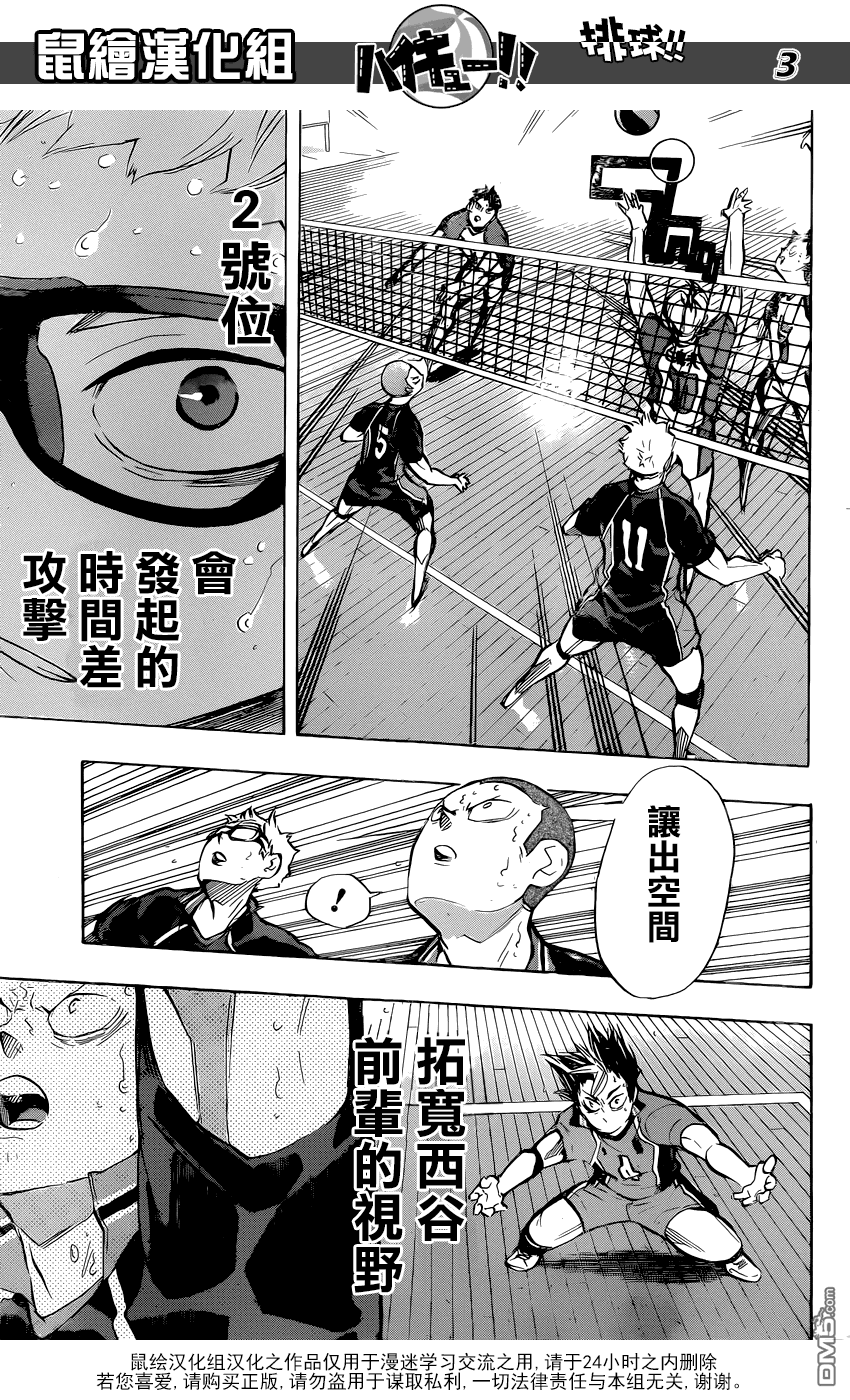 鼠繪漢化組
ハイキュー!!
排球!!
3
5
11
2號位
會
發起的
時間差
攻擊
讓出空間
!
拓寬西谷
前輩的視野
4
DM5.com
鼠绘汉化组汉化之作品仅用于漫迷学习交流之用,请于24小时之内删除
若您喜爱,请购买正版,请勿盗用于谋取私利,一切法律责任与本组无关,谢谢。